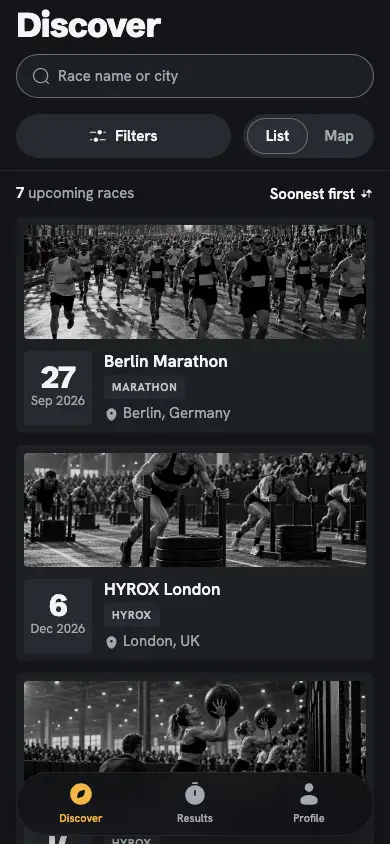 Discover
Race name or city
Filters
List
Map
7 upcoming races
Soonest first
Berlin Marathon
27
Sep 2026
MARATHON
Berlin, Germany
HYROX London
6
Dec 2026
HYROX
London, UK
Discover
Results
Profile
HYROX